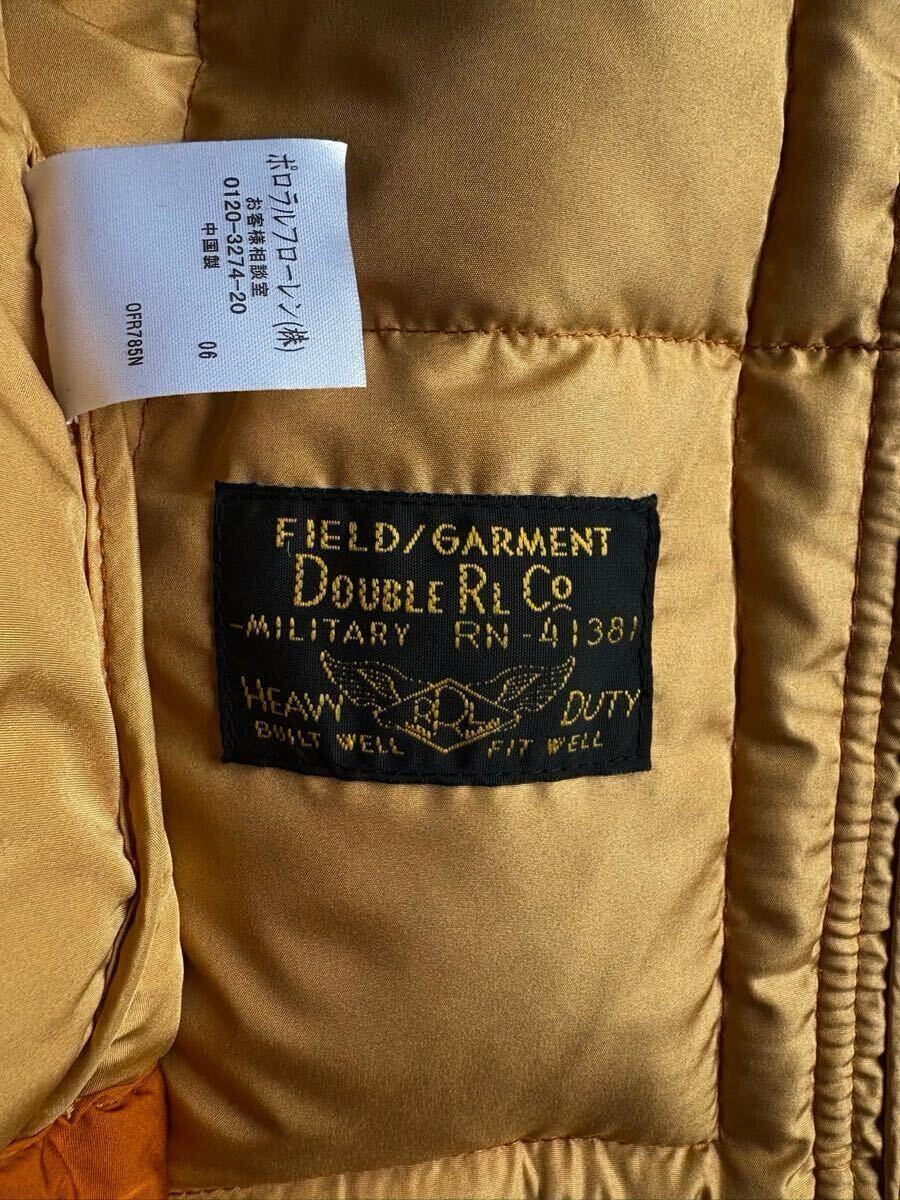 ポロラルフローレン(株)
お客様相談室
0120-3274-20
中国製
06
0FR785N
FIELD/GARMENT
DOUBLE RL CO
-MILITARY RN-41381
HEAVY RRL DUTY
BUILT WELL FIT WELL